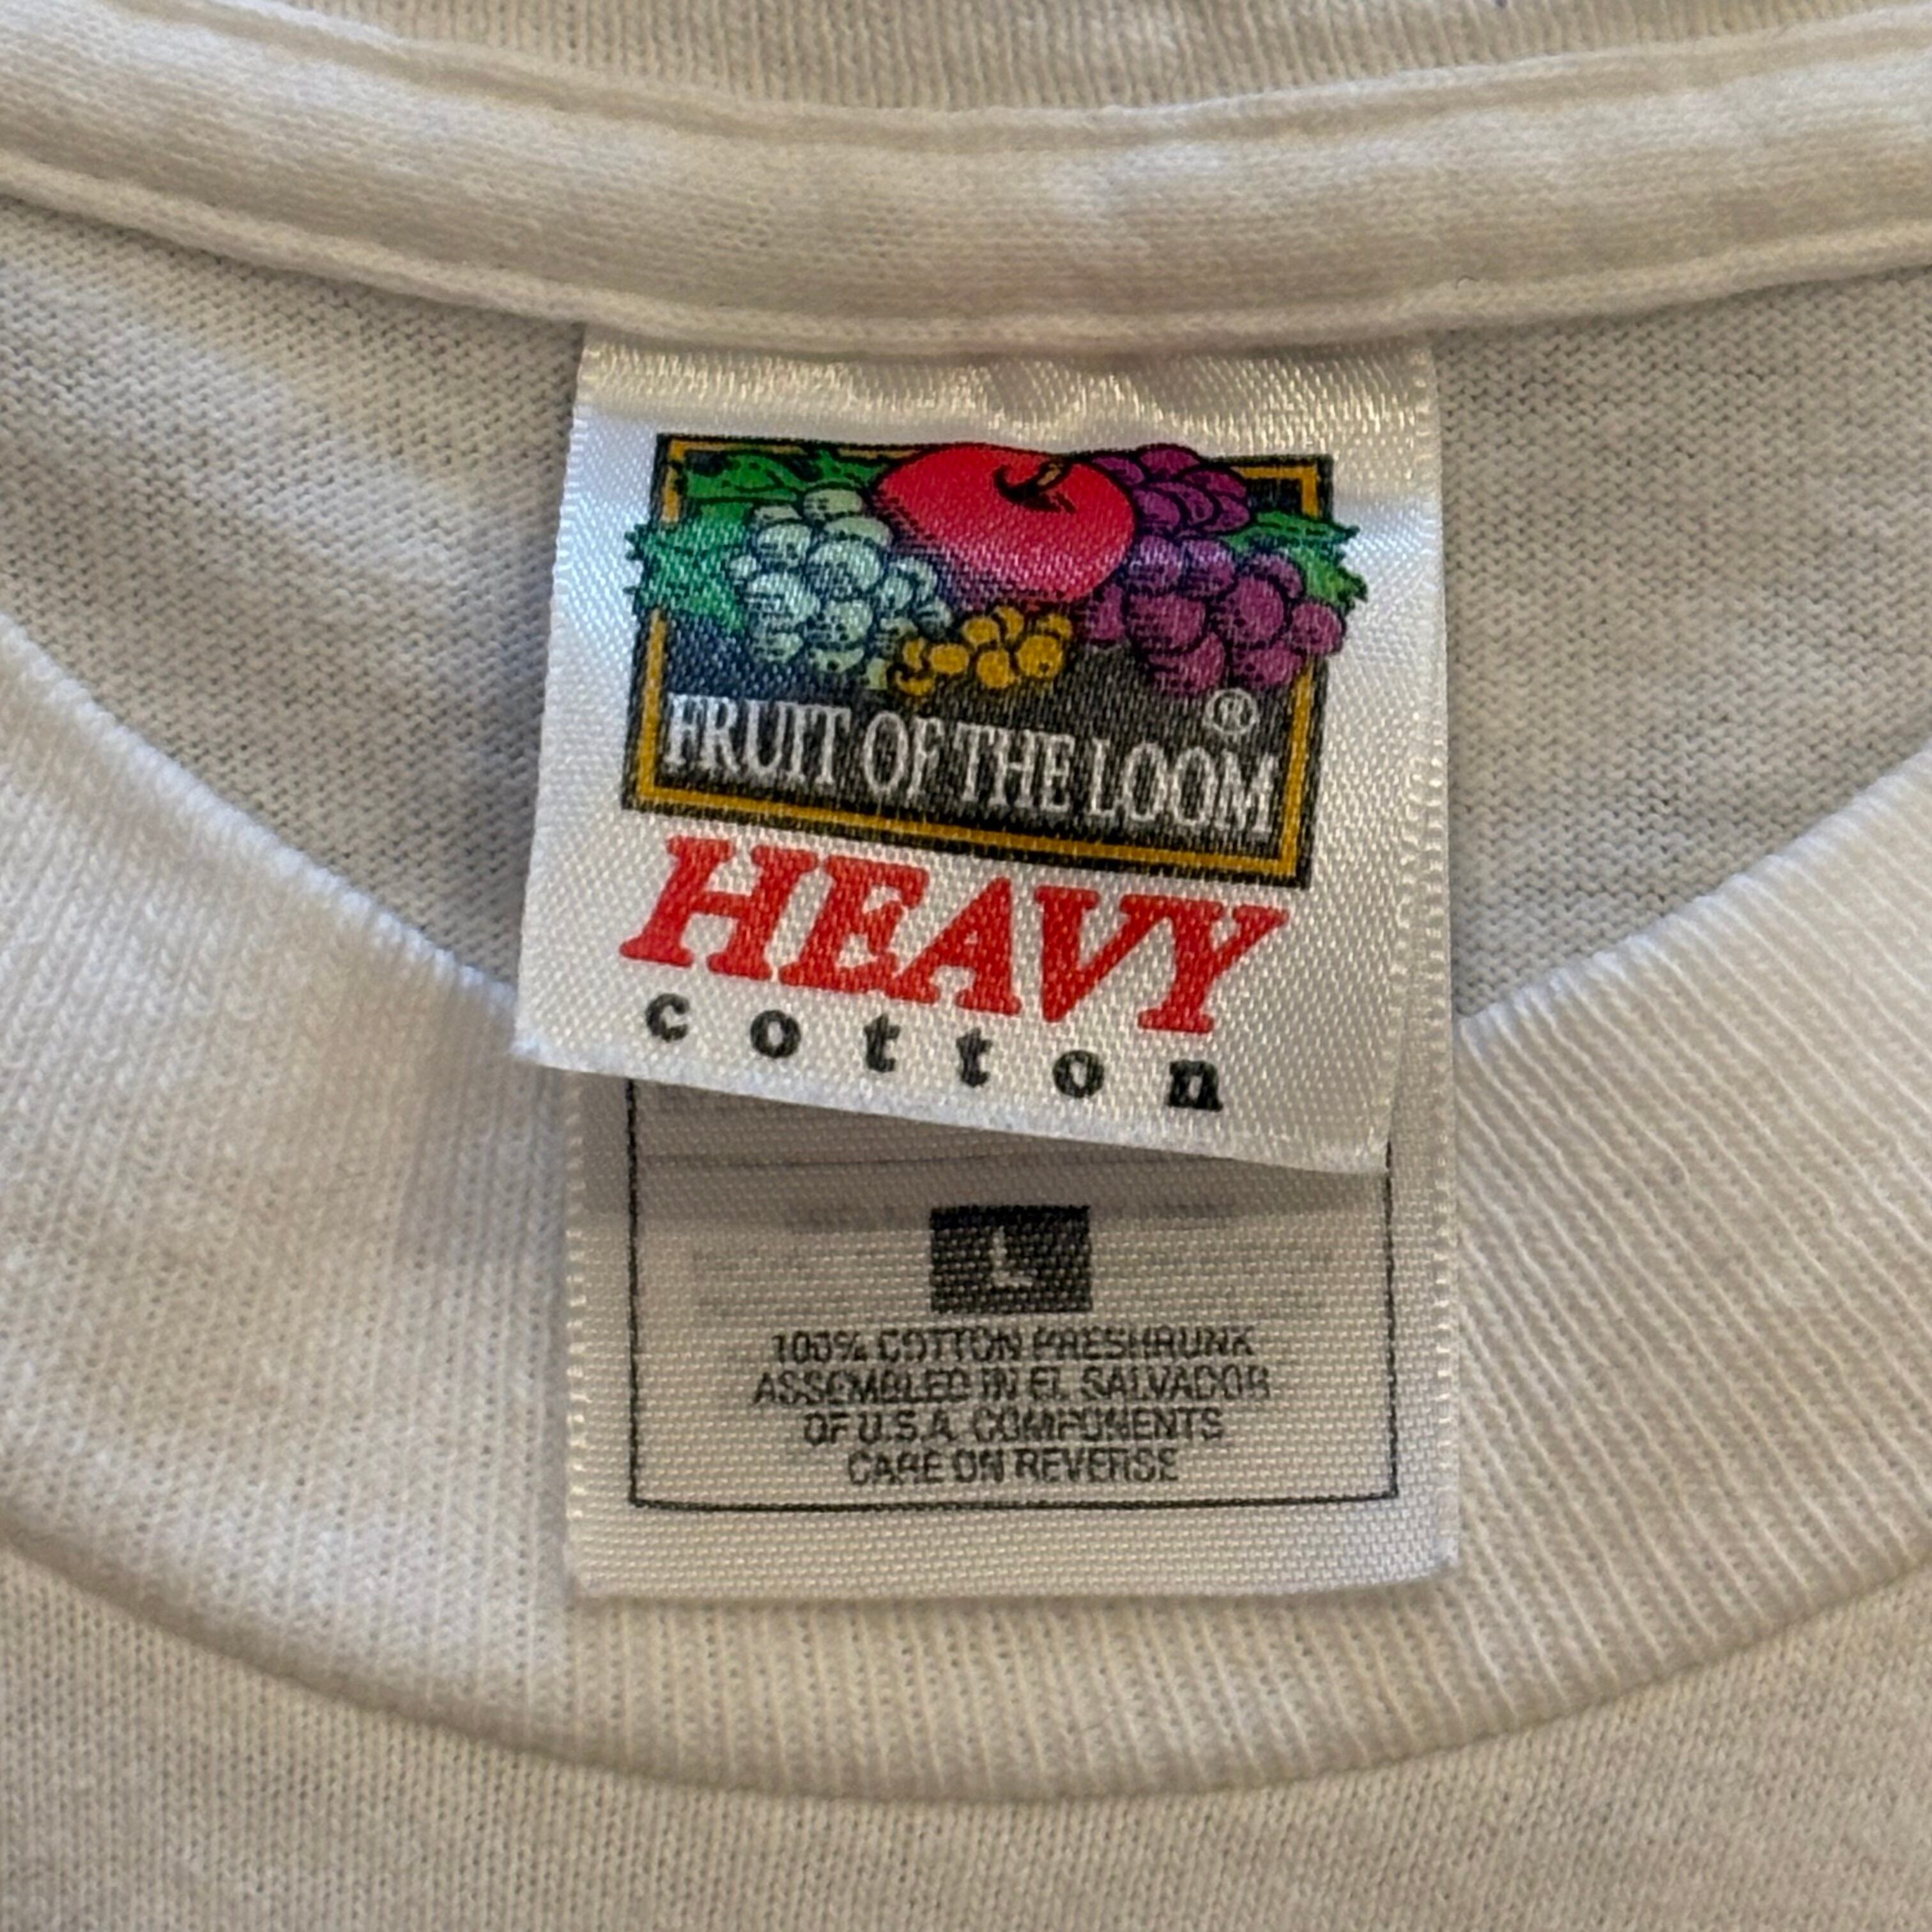 ®
FRUIT OF THE LOOM
HEAVY
cotton
L
100% COTTON PRESHRUNK
ASSEMBLED IN EL SALVADOR
OF U.S.A. COMPONENTS
CARE ON REVERSE